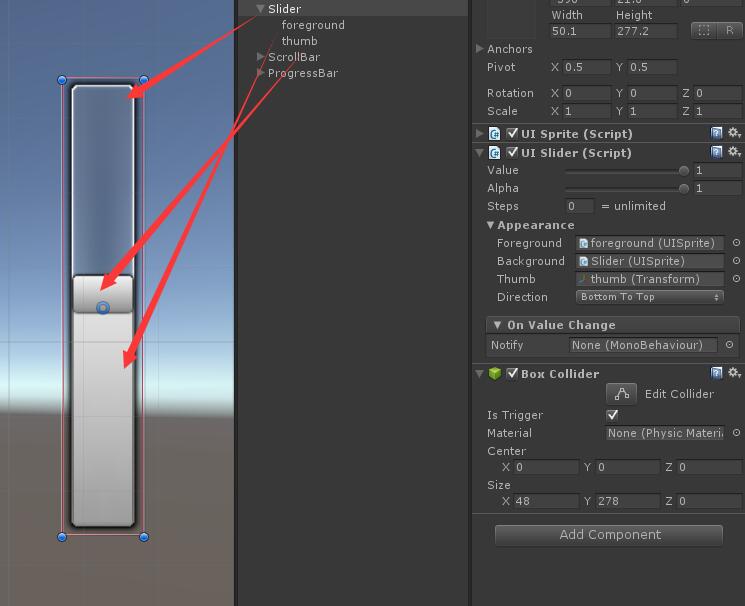 Slider
foreground
thumb
ScrollBar
ProgressBar
Width Height
50.1 277.2 R
Anchors
Pivot X 0.5 Y 0.5
Rotation X 0 Y 0 Z 0
Scale X 1 Y 1 Z 1
UI Sprite (Script)
UI Slider (Script)
Value 1
Alpha 1
Steps 0 = unlimited
Appearance
Foreground foreground (UISprite)
Background Slider (UISprite)
Thumb thumb (Transform)
Direction Bottom To Top
On Value Change
Notify None (MonoBehaviour)
Box Collider
Edit Collider
Is Trigger
Material None (Physic Materi
Center
X 0 Y 0 Z 0
Size
X 48 Y 278 Z 0
Add Component